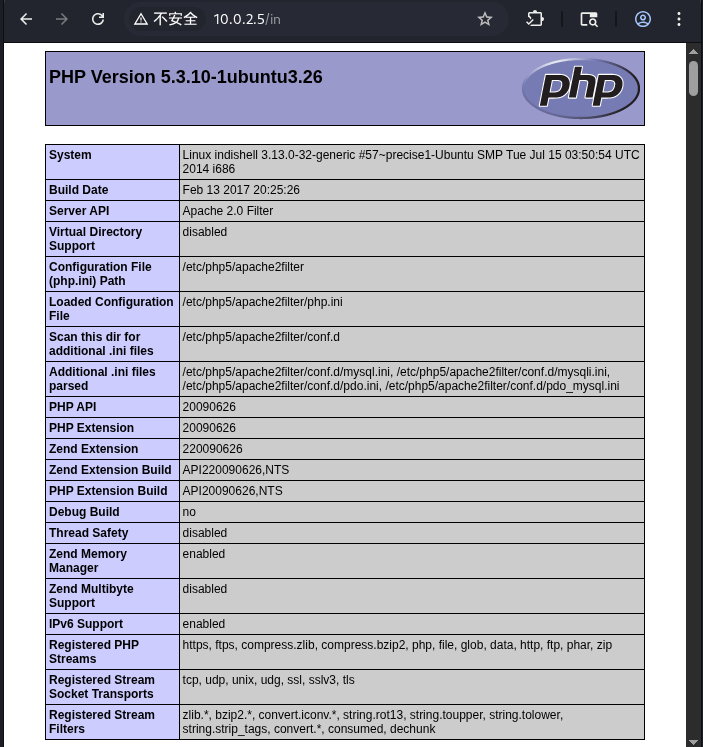 不安全 10.0.2.5/in
PHP Version 5.3.10-1ubuntu3.26
php
System
Linux indishell 3.13.0-32-generic #57~precise1-Ubuntu SMP Tue Jul 15 03:50:54 UTC
2014 i686
Build Date
Feb 13 2017 20:25:26
Server API
Apache 2.0 Filter
Virtual Directory
Support
disabled
Configuration File
(php.ini) Path
/etc/php5/apache2filter
Loaded Configuration
File
/etc/php5/apache2filter/php.ini
Scan this dir for
additional .ini files
/etc/php5/apache2filter/conf.d
Additional .ini files
parsed
/etc/php5/apache2filter/conf.d/mysql.ini, /etc/php5/apache2filter/conf.d/mysqli.ini,
/etc/php5/apache2filter/conf.d/pdo.ini, /etc/php5/apache2filter/conf.d/pdo_mysql.ini
PHP API
20090626
PHP Extension
20090626
Zend Extension
220090626
Zend Extension Build
API220090626,NTS
PHP Extension Build
API20090626,NTS
Debug Build
no
Thread Safety
disabled
Zend Memory
Manager
enabled
Zend Multibyte
Support
disabled
IPv6 Support
enabled
Registered PHP
Streams
https, ftps, compress.zlib, compress.bzip2, php, file, glob, data, http, ftp, phar, zip
Registered Stream
Socket Transports
tcp, udp, unix, udg, ssl, sslv3, tls
Registered Stream
Filters
zlib.*, bzip2.*, convert.iconv.*, string.rot13, string.toupper, string.tolower,
string.strip_tags, convert.*, consumed, dechunk